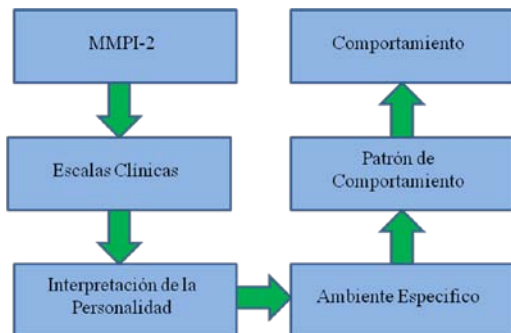 MMPI-2
Escalas Clínicas
Interpretación de la
Personalidad
Ambiente Especifico
Patrón de
Comportamiento
Comportamiento